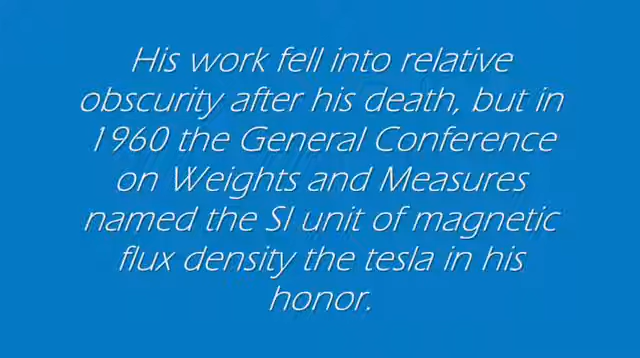 His work fell into relative
obscurity after his death, but in
1960 the General Conference
on Weights and Measures
named the SI unit of magnetic
flux density the tesla in his
honor.